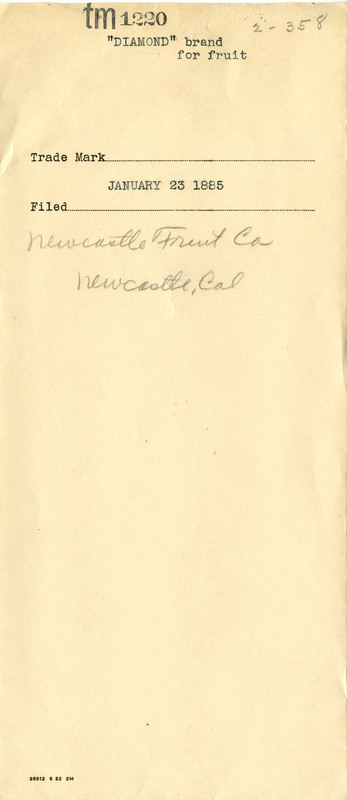 tm 1220
2-358
"DIAMOND" brand
for fruit
Trade Mark
JANUARY 23 1885
Filed
Newcastle Fruit Co
Newcastle, Cal
96612 6 32 2M